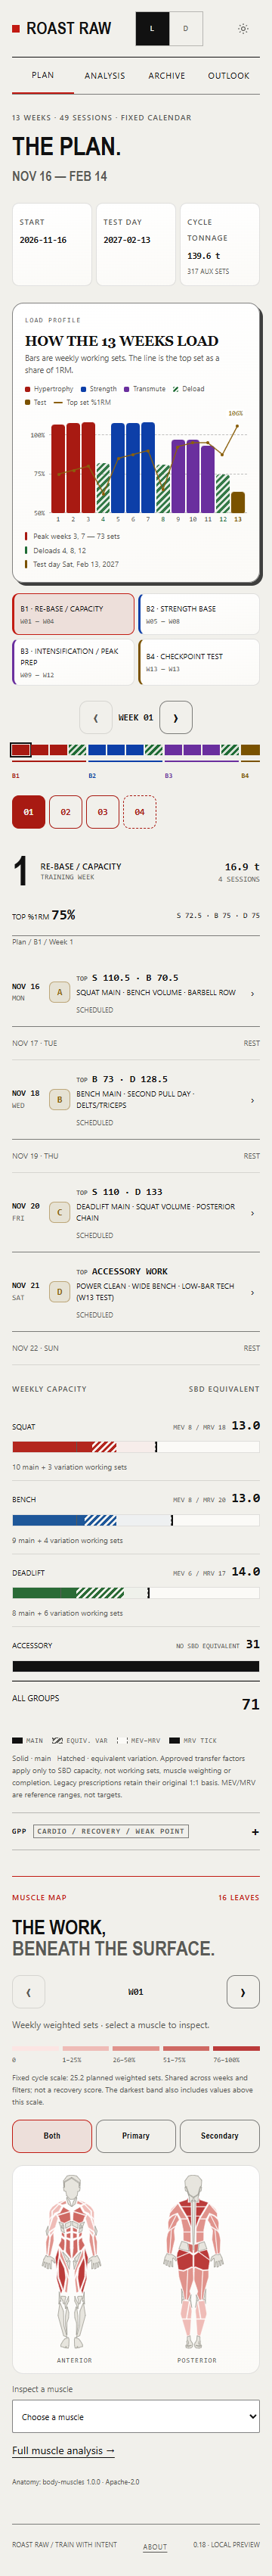 ROAST RAW
L D
PLAN ANALYSIS ARCHIVE OUTLOOK
13 WEEKS · 49 SESSIONS · FIXED CALENDAR
THE PLAN.
NOV 16 — FEB 14
START
2026-11-16
TEST DAY
2027-02-13
CYCLE
TONNAGE
139.6 t
317 AUX SETS
LOAD PROFILE
HOW THE 13 WEEKS LOAD
Bars are weekly working sets. The line is the top set as a
share of 1RM.
Hypertrophy Strength Transmute Deload
Test Top set %1RM
106%
100%
75%
50%
1 2 3 4 5 6 7 8 9 10 11 12 13
Peak weeks 3, 7 — 73 sets
Deloads 4, 8, 12
Test day Sat, Feb 13, 2027
B1 · RE-BASE / CAPACITY
W01 — W04
B2 · STRENGTH BASE
W05 — W08
B3 · INTENSIFICATION / PEAK
PREP
W09 — W12
B4 · CHECKPOINT TEST
W13 — W13
‹ WEEK 01 ›
B1 B2 B3 B4
01 02 03 04
1 RE-BASE / CAPACITY 16.9 t
TRAINING WEEK 4 SESSIONS
TOP %1RM 75% S 72.5 · B 75 · D 75
Plan / B1 / Week 1
TOP S 110.5 · B 70.5
NOV 16 MON A SQUAT MAIN · BENCH VOLUME · BARBELL ROW ›
SCHEDULED
NOV 17 · TUE REST
TOP B 73 · D 128.5
NOV 18 WED B BENCH MAIN · SECOND PULL DAY ·
DELTS/TRICEPS ›
SCHEDULED
NOV 19 · THU REST
TOP S 110 · D 133
NOV 20 FRI C DEADLIFT MAIN · SQUAT VOLUME · POSTERIOR
CHAIN ›
SCHEDULED
TOP ACCESSORY WORK
NOV 21 SAT D POWER CLEAN · WIDE BENCH · LOW-BAR TECH
(W13 TEST) ›
SCHEDULED
NOV 22 · SUN REST
WEEKLY CAPACITY SBD EQUIVALENT
SQUAT MEV 8 / MRV 18 13.0
10 main + 3 variation working sets
BENCH MEV 8 / MRV 20 13.0
9 main + 4 variation working sets
DEADLIFT MEV 6 / MRV 17 14.0
8 main + 6 variation working sets
ACCESSORY NO SBD EQUIVALENT 31
ALL GROUPS 71
MAIN EQUIV. VAR MEV–MRV MRV TICK
Solid · main Hatched · equivalent variation. Approved transfer factors
apply only to SBD capacity, not working sets, muscle weighting or
completion. Legacy prescriptions retain their original 1:1 basis. MEV/MRV
are reference ranges, not targets.
GPP CARDIO / RECOVERY / WEAK POINT +
MUSCLE MAP 16 LEAVES
THE WORK,
BENEATH THE SURFACE.
‹ W01 ›
Weekly weighted sets · select a muscle to inspect.
0 1–25% 26–50% 51–75% 76–100%
Fixed cycle scale: 25.2 planned weighted sets. Shared across weeks and
filters; not a recovery score. The darkest band also includes values above
this scale.
Both Primary Secondary
ANTERIOR POSTERIOR
Inspect a muscle
Choose a muscle
Full muscle analysis →
Anatomy: body-muscles 1.0.0 · Apache-2.0
ROAST RAW / TRAIN WITH INTENT ABOUT 0.18 · LOCAL PREVIEW